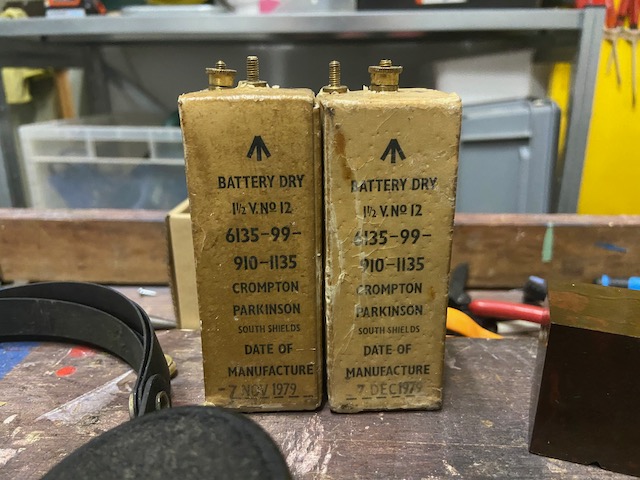 BATTERY DRY
1½ V. Nº 12
6135-99-
910-1135
CROMPTON
PARKINSON
SOUTH SHIELDS
DATE OF
MANUFACTURE
7 NOV 1979
BATTERY DRY
1½ V. Nº 12
6135-99-
910-1135
CROMPTON
PARKINSON
SOUTH SHIELDS
DATE OF
MANUFACTURE
7 DEC 1979